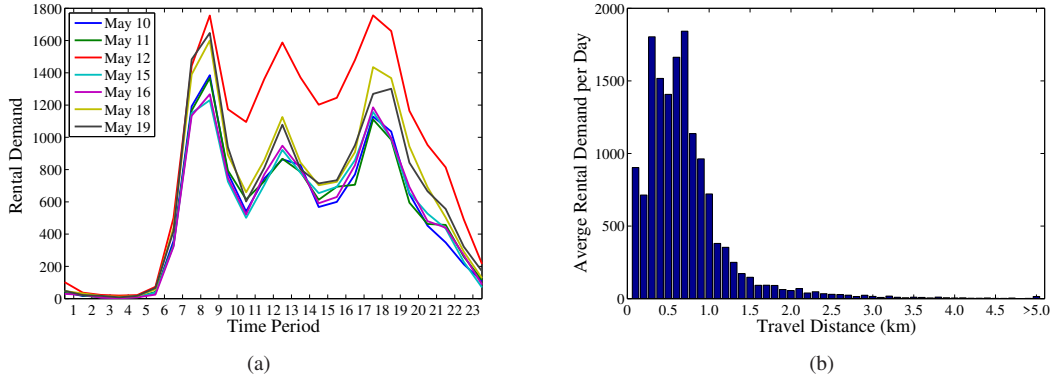 1800
1600
1400
1200
1000
800
600
400
200
0
Rental Demand
May 10
May 11
May 12
May 15
May 16
May 18
May 19
1 2 3 4 5 6 7 8 9 10 11 12 13 14 15 16 17 18 19 20 21 22 23
Time Period
(a)
2000
1500
1000
500
0
Averge Rental Demand per Day
0 0.5 1.0 1.5 2.0 2.5 3.0 3.5 4.0 4.5 >5.0
Travel Distance (km)
(b)